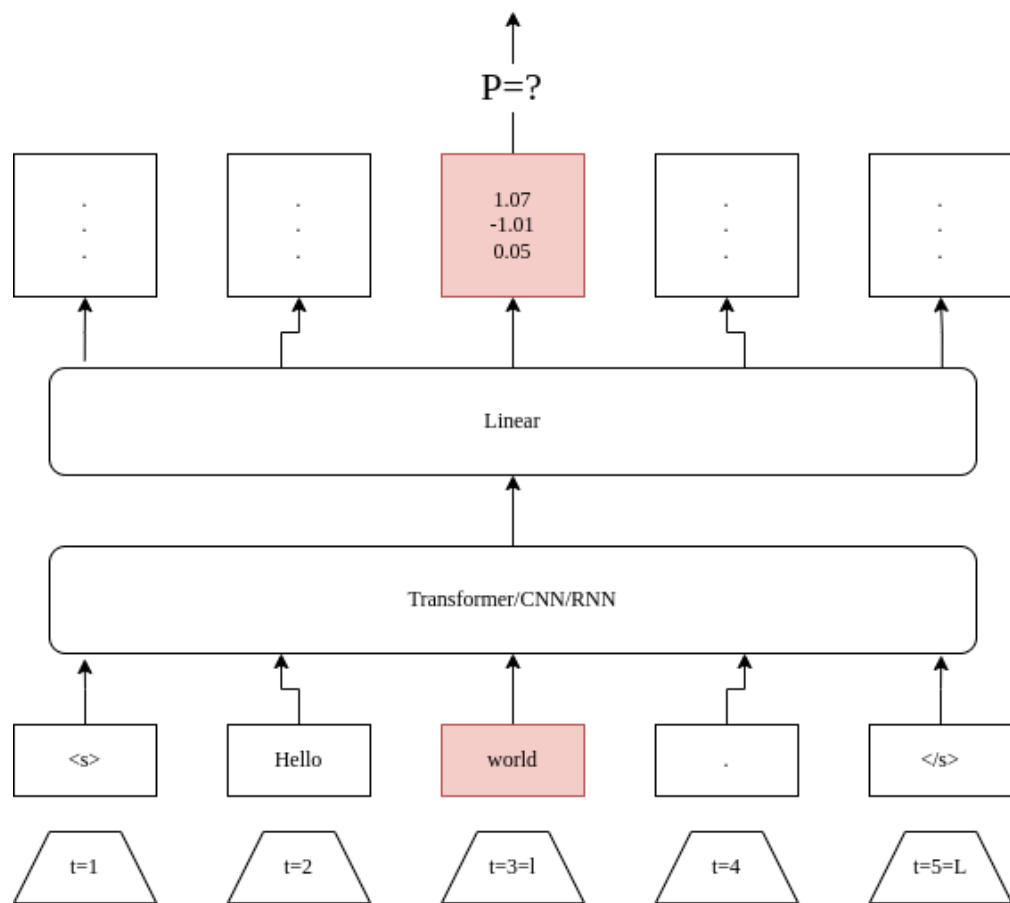 P=?
.
.
.
.
.
.
1.07
-1.01
0.05
.
.
.
.
.
.
Linear
Transformer/CNN/RNN
<s>
Hello
world
.
</s>
t=1
t=2
t=3=l
t=4
t=5=L